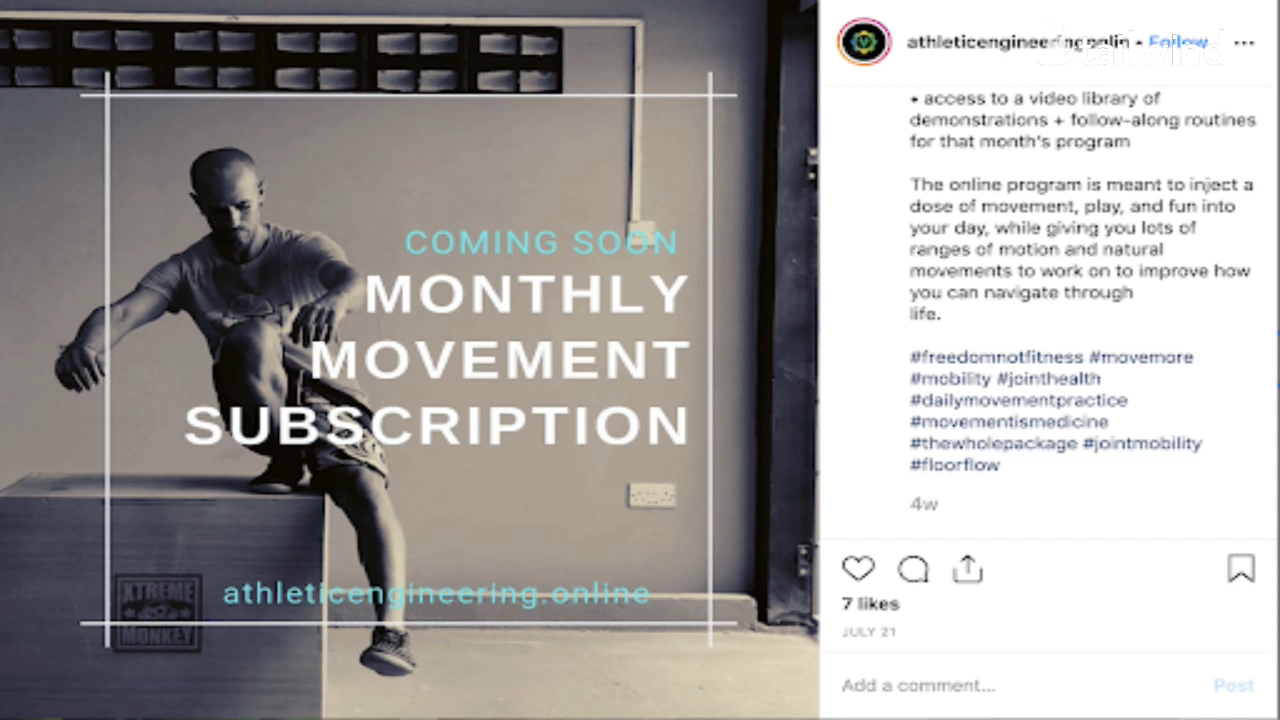 COMING SOON
MONTHLY
MOVEMENT
SUBSCRIPTION
athleticengineering.online
XTREME
MONKEY
athleticengineering.onlin • Follow
tailwind
• access to a video library of
demonstrations + follow-along routines
for that month's program
The online program is meant to inject a
dose of movement, play, and fun into
your day, while giving you lots of
ranges of motion and natural
movements to work on to improve how
you can navigate through
life.
#freedomnotfitness #movemore
#mobility #jointhealth
#dailymovementpractice
#movementismedicine
#thewholepackage #jointmobility
#floorflow
4w
7 likes
JULY 21
Add a comment...
Post